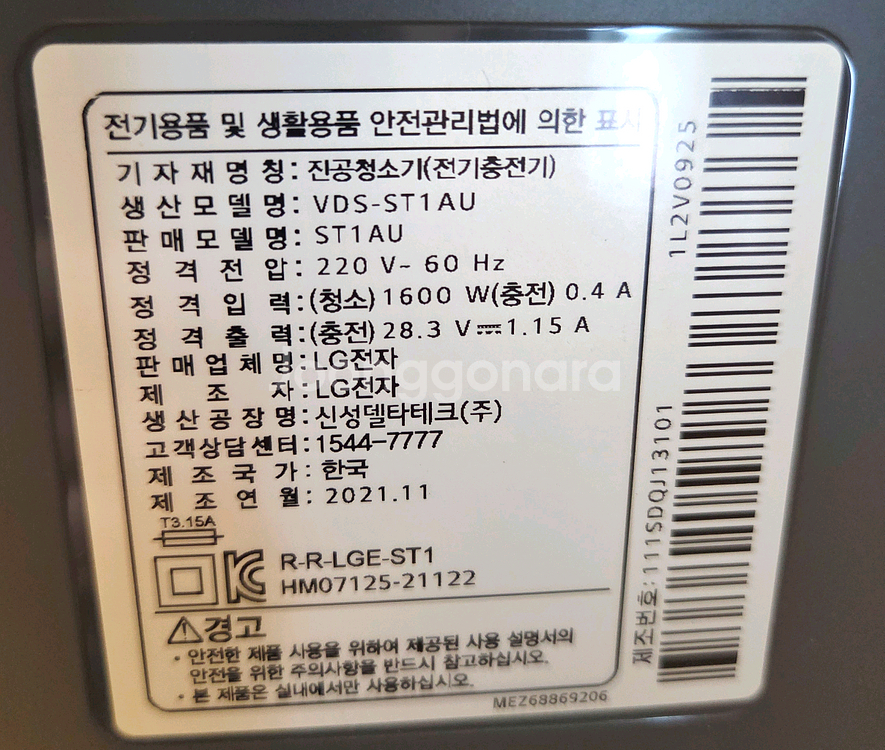 전기용품 및 생활용품 안전관리법에 의한 표시
기 자 재 명 칭 : 진공청소기(전기충전기)
생 산 모 델 명 : VDS-ST1AU
판 매 모 델 명 : ST1AU
정 격 전 압 : 220 V~ 60 Hz
정 격 입 력 : (청소) 1600 W(충전) 0.4 A
정 격 출 력 : (충전) 28.3 V⎓1.15 A
판 매 업 체 명 : LG전자
제 조 자 : LG전자
생 산 공 장 명 : 신성델타테크(주)
고객상담센터 : 1544-7777
제 조 국 가 : 한국
제 조 연 월 : 2021.11
T3.15A
R-R-LGE-ST1
HM07125-21122
⚠경고
· 안전한 제품 사용을 위하여 제공된 사용 설명서의
안전을 위한 주의사항을 반드시 참고하십시오.
· 본 제품은 실내에서만 사용하십시오.
MEZ68869206
1L2V0925
제조번호:111SDQJ13101